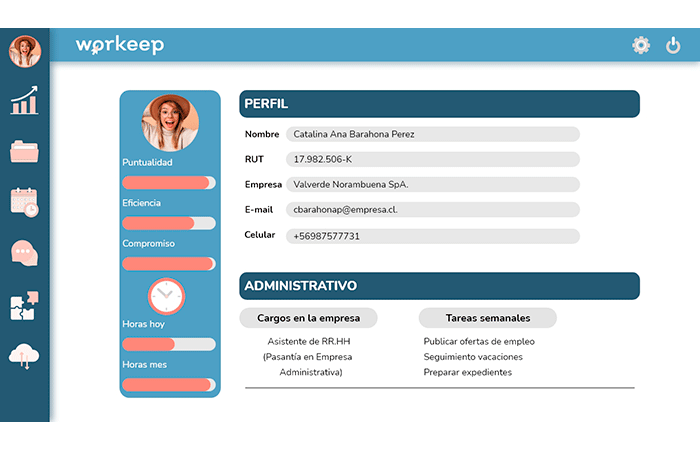 workeep
Puntualidad
Eficiencia
Compromiso
Horas hoy
Horas mes
PERFIL
Nombre Catalina Ana Barahona Perez
RUT 17.982.506-K
Empresa Valverde Norambuena SpA.
E-mail cbarahonap@empresa.cl.
Celular +56987577731
ADMINISTRATIVO
Cargos en la empresa
Asistente de RR.HH
(Pasantía en Empresa
Administrativa)
Tareas semanales
Publicar ofertas de empleo
Seguimiento vacaciones
Preparar expedientes